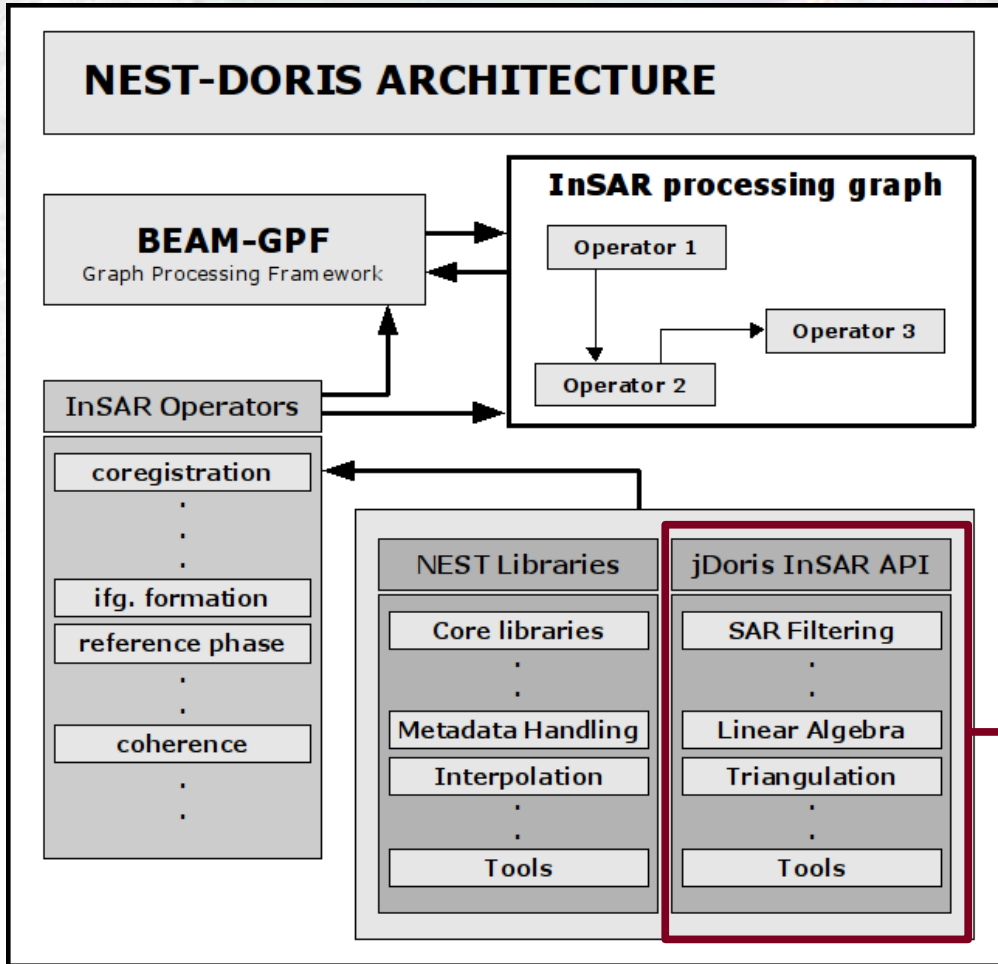 NEST-DORIS ARCHITECTURE
BEAM-GPF
Graph Processing Framework
InSAR processing graph
Operator 1
Operator 2
Operator 3
InSAR Operators
coregistration
.
.
.
ifg. formation
reference phase
.
.
coherence
.
.
NEST Libraries
Core libraries
.
.
Metadata Handling
Interpolation
.
.
Tools
jDoris InSAR API
SAR Filtering
.
.
Linear Algebra
Triangulation
.
.
Tools